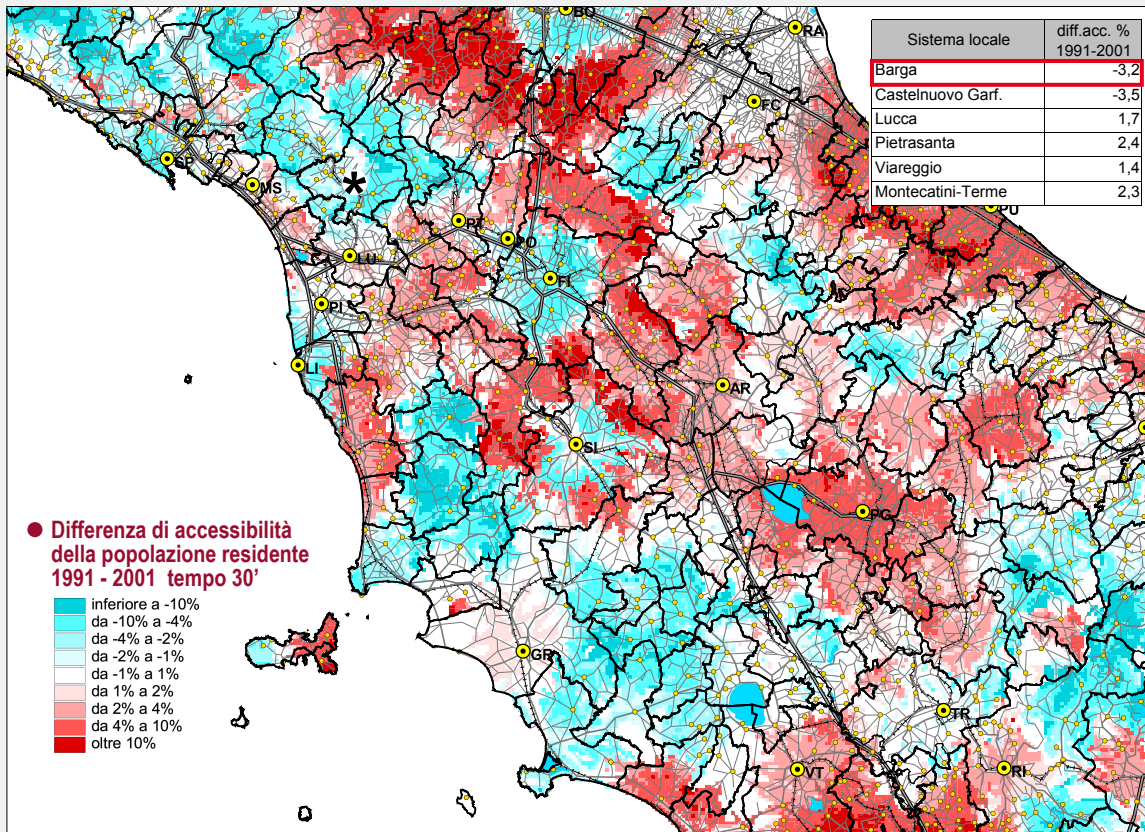 BO
RA
Sistema locale
diff.acc. %
1991-2001
Barga -3,2
Castelnuovo Garf. -3,5
Lucca 1,7
Pietrasanta 2,4
Viareggio 1,4
Montecatini-Terme 2,3
FC
SP
MS
*
PU
PT
PO
LU
FI
PI
LI
AR
SI
PG
● Differenza di accessibilità
della popolazione residente
1991 - 2001 tempo 30'
inferiore a -10%
da -10% a -4%
da -4% a -2%
da -2% a -1%
da -1% a 1%
da 1% a 2%
da 2% a 4%
da 4% a 10%
oltre 10%
GR
TR
VT
RI